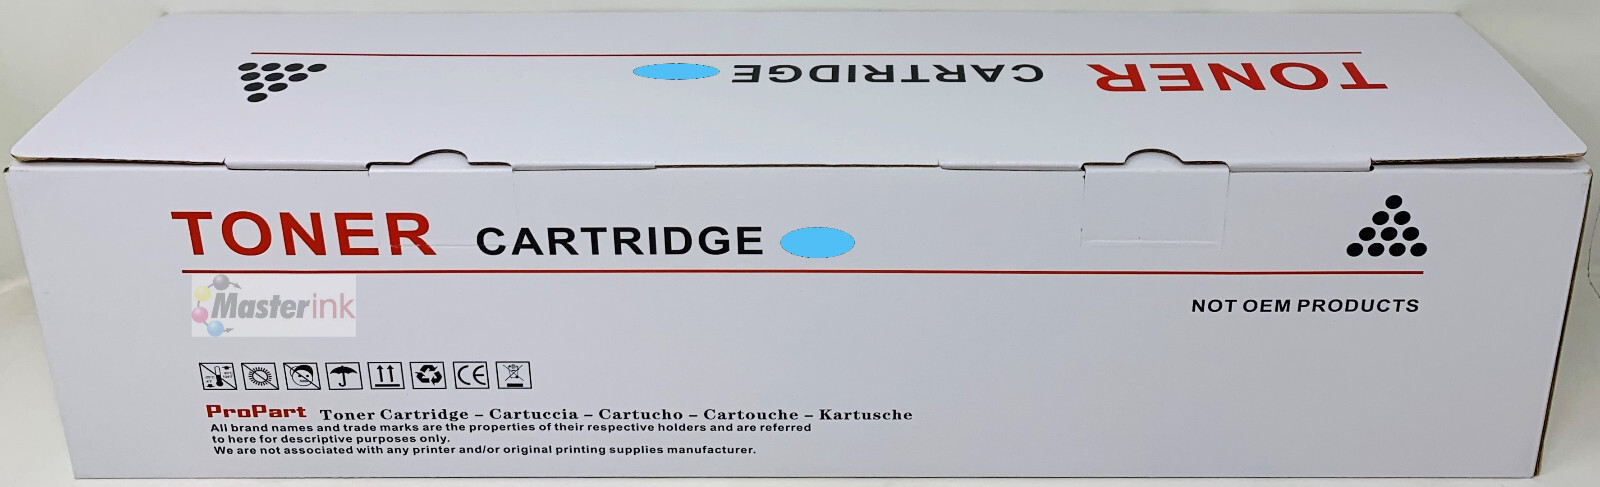 TONER CARTRIDGE
TONER CARTRIDGE
Masterink
NOT OEM PRODUCTS
CE
ProPart Toner Cartridge – Cartuccia – Cartucho – Cartouche – Kartusche
All brand names and trade marks are the properties of their respective holders and are referred
to here for descriptive purposes only.
We are not associated with any printer and/or original printing supplies manufacturer.